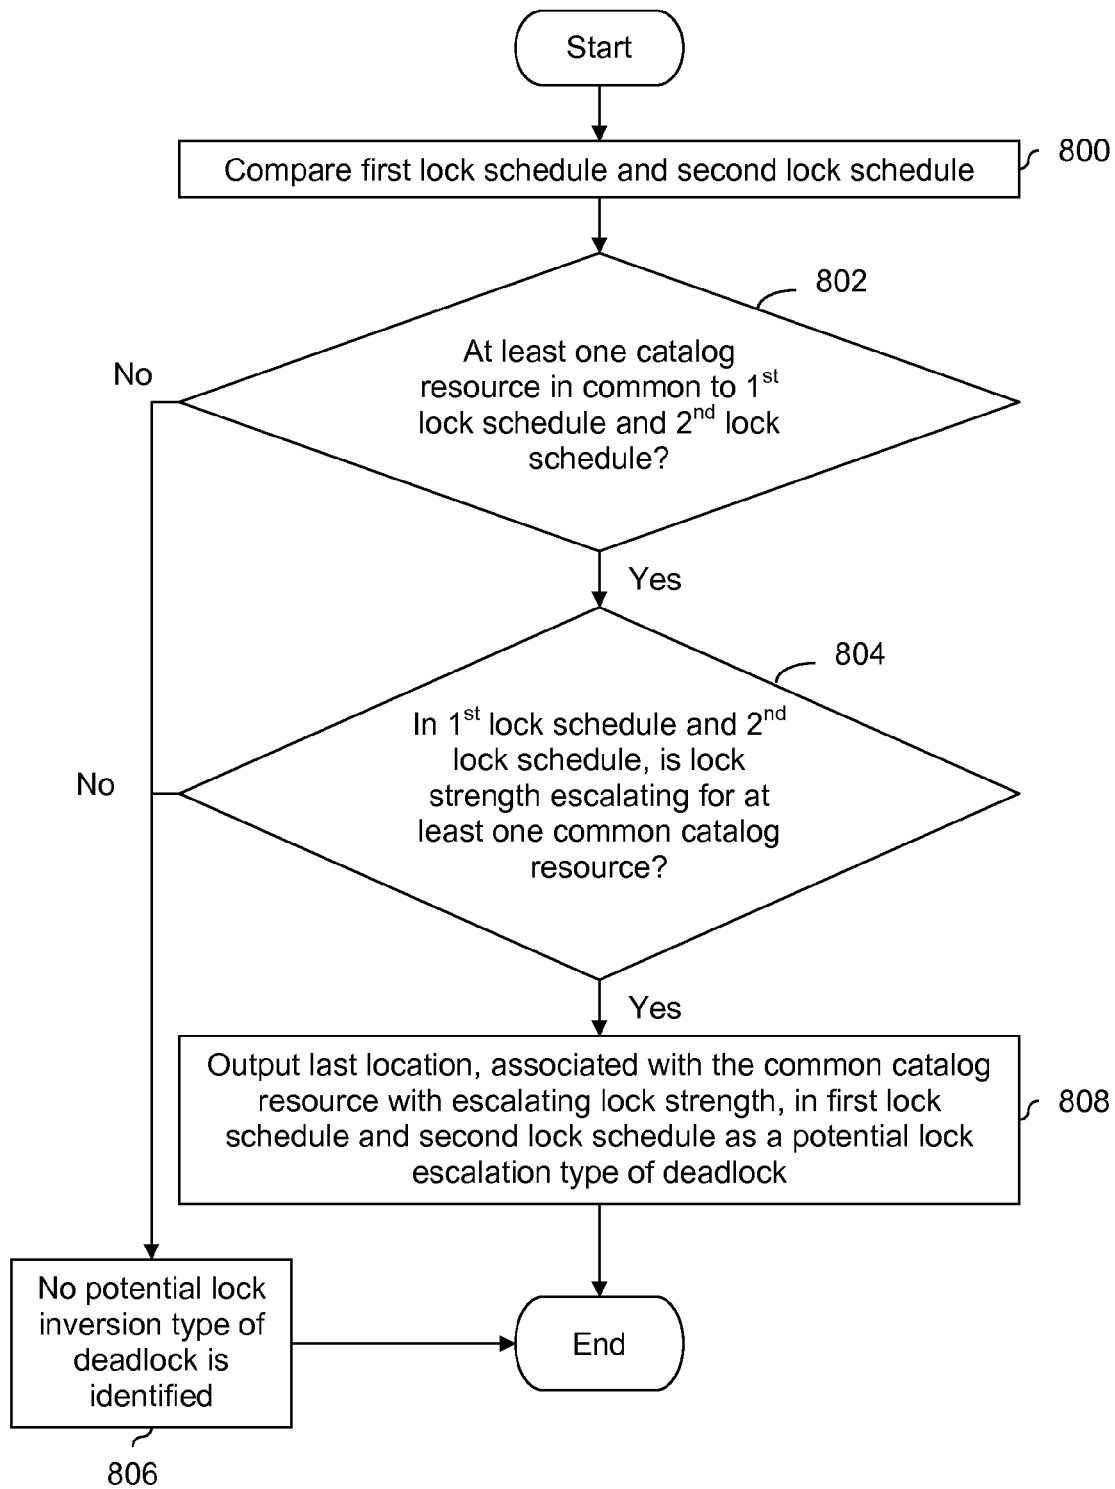 Start
Compare first lock schedule and second lock schedule
800
802
At least one catalog
resource in common to 1st
lock schedule and 2nd lock
schedule?
No
Yes
804
In 1st lock schedule and 2nd
lock schedule, is lock
strength escalating for at
least one common catalog
resource?
No
Yes
Output last location, associated with the common catalog
resource with escalating lock strength, in first lock
schedule and second lock schedule as a potential lock
escalation type of deadlock
808
No potential lock
inversion type of
deadlock is
identified
806
End